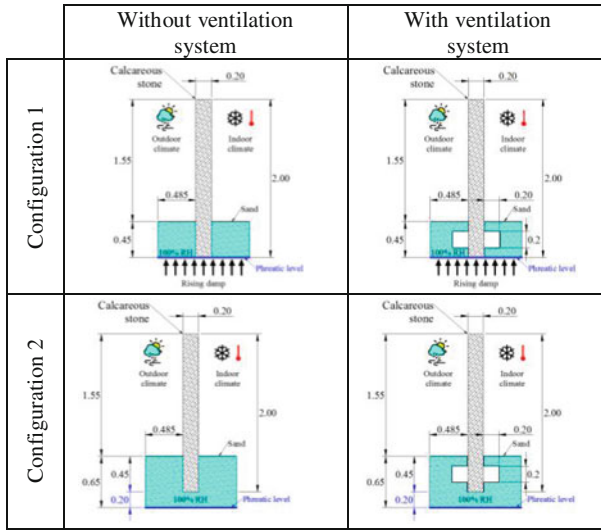 Without ventilation
system
With ventilation
system
Configuration 1
Calcareous
stone
0.20
Outdoor
climate
Indoor
climate
1.55
2.00
0.485
Sand
0.45
100% RH
Phreatic level
Rising damp
Calcareous
stone
0.20
Outdoor
climate
Indoor
climate
1.55
2.00
0.485
0.20
Sand
0.45
0.2
100% RH
Phreatic level
Rising damp
Configuration 2
Calcareous
stone
0.20
Outdoor
climate
Indoor
climate
1.55
2.00
0.485
Sand
0.45
0.65
0.20
100% RH
Phreatic level
Calcareous
stone
0.20
Outdoor
climate
Indoor
climate
1.55
2.00
0.485
0.20
Sand
0.45
0.2
0.65
0.20
100% RH
Phreatic level